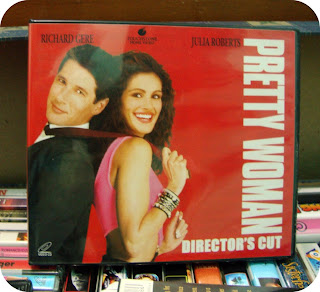 RICHARD GERE
JULIA ROBERTS
PRETTY WOMAN
DIRECTOR'S CUT